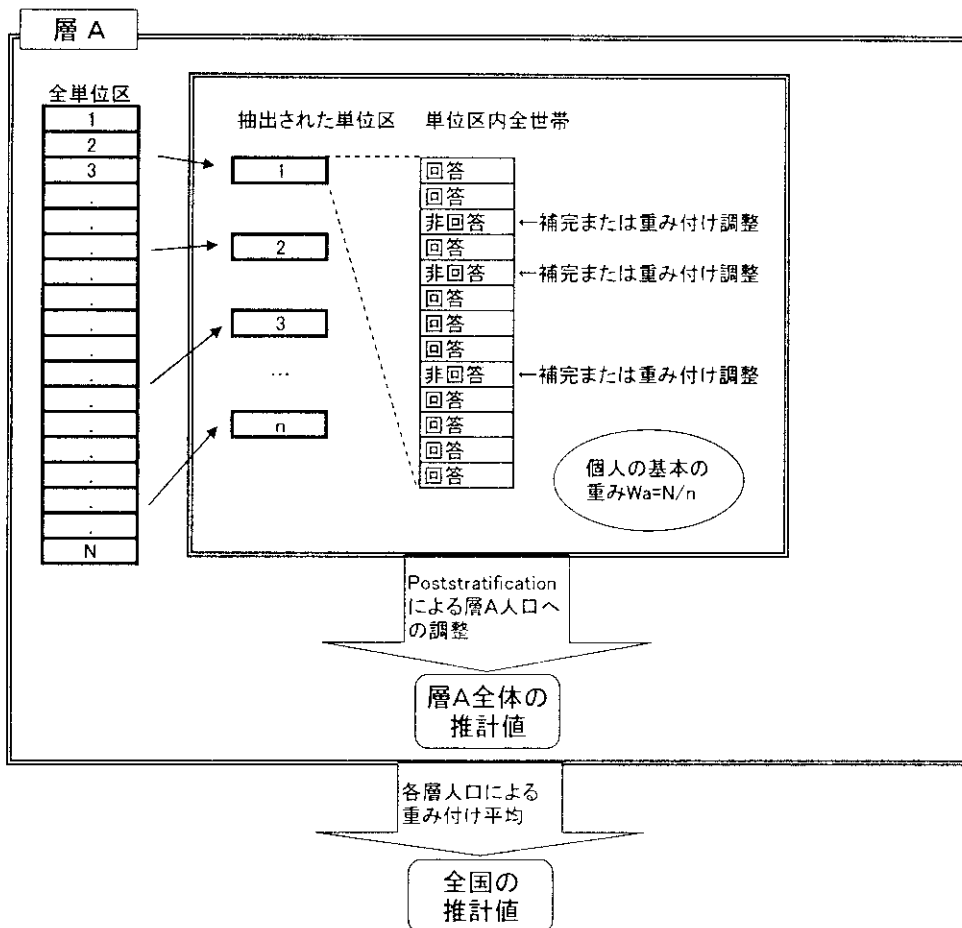 層 A
全単位区
1
2
3
.
.
.
.
.
.
.
.
.
.
.
.
.
.
N
抽出された単位区
1
2
3
…
n
単位区内全世帯
回答
回答
非回答 ←補完または重み付け調整
回答
非回答 ←補完または重み付け調整
回答
回答
回答
非回答 ←補完または重み付け調整
回答
回答
回答
回答
個人の基本の
重みWa=N/n
Poststratification
による層A人口へ
の調整
層A全体の
推計値
各層人口による
重み付け平均
全国の
推計値